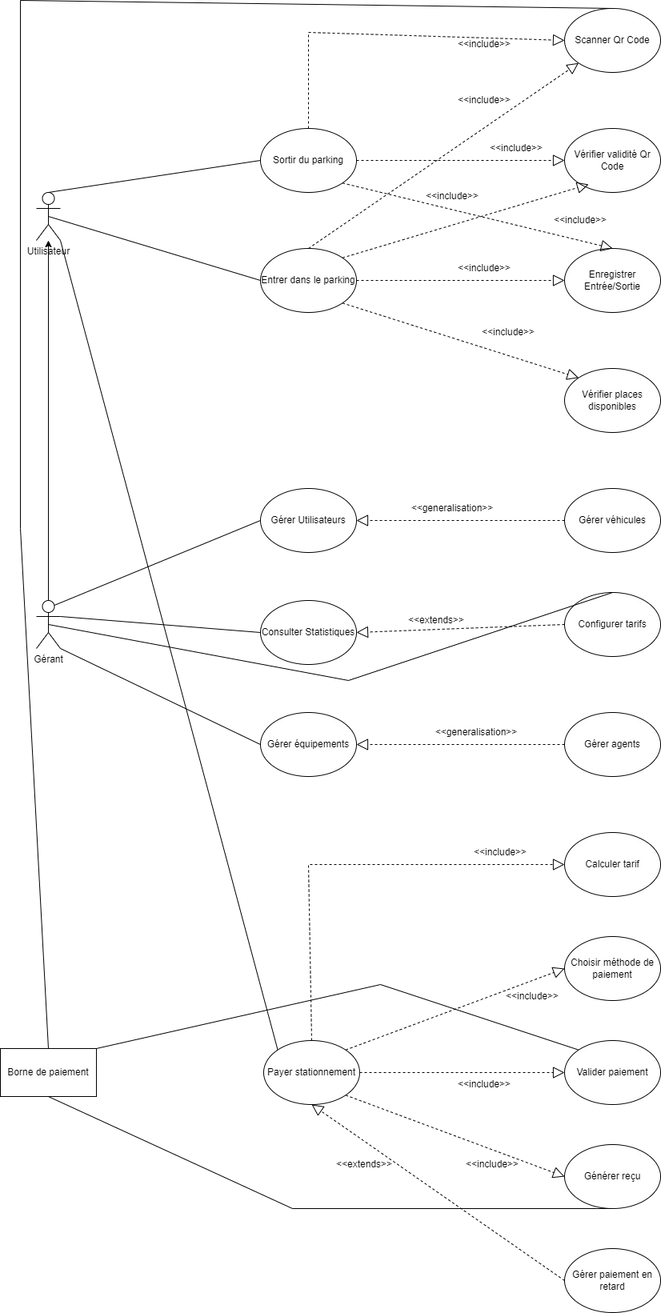 Scanner Qr Code
<<include>>
<<include>>
Sortir du parking
<<include>>
Vérifier validité Qr
Code
<<include>>
<<include>>
Utilisateur
Entrer dans le parking
<<include>>
Enregistrer
Entrée/Sortie
<<include>>
Vérifier places
disponibles
Gérer Utilisateurs
<<generalisation>>
Gérer véhicules
Gérant
Consulter Statistiques
<<extends>>
Configurer tarifs
Gérer équipements
<<generalisation>>
Gérer agents
<<include>>
Calculer tarif
Choisir méthode de
paiement
<<include>>
Borne de paiement
Payer stationnement
<<include>>
Valider paiement
<<extends>>
<<include>>
Générer reçu
Gérer paiement en
retard